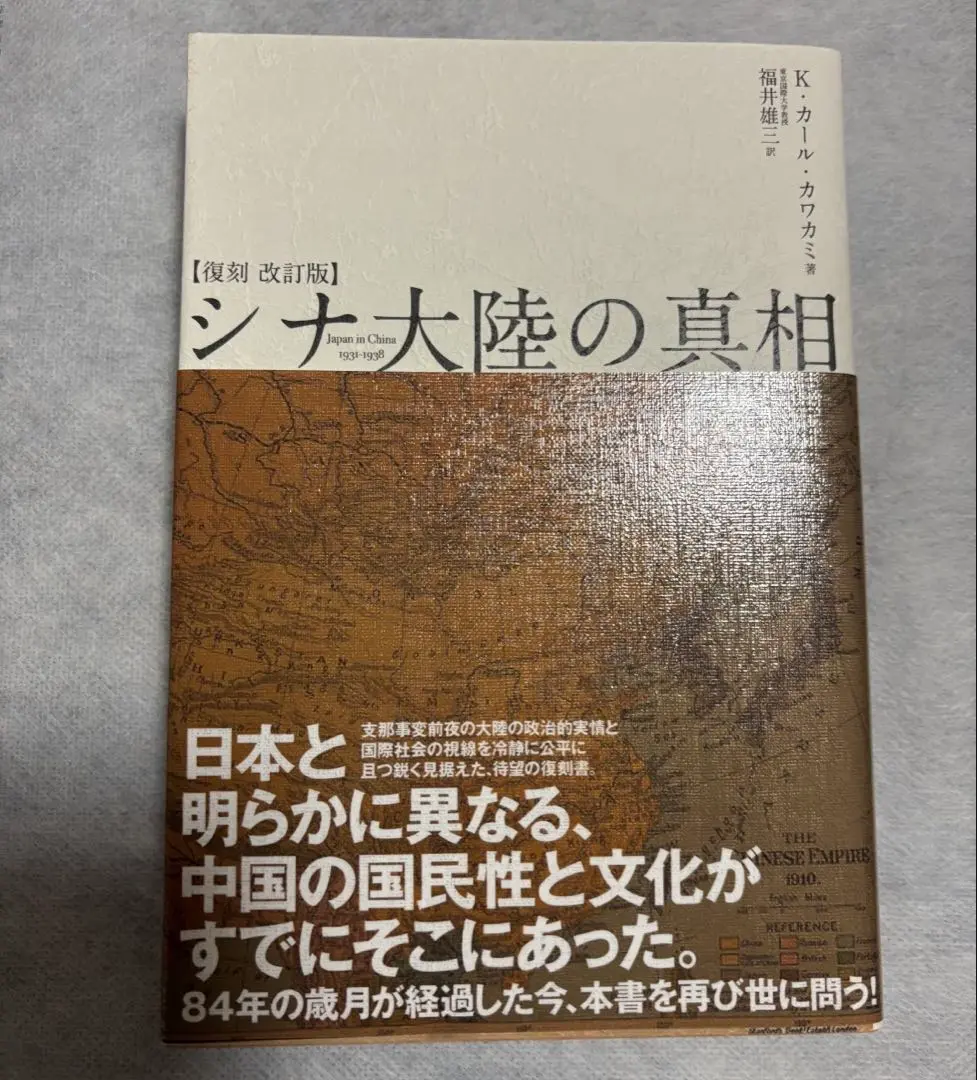 K・カール・カワカミ 著
東京国際大学教授
福井雄三 訳
【復刻 改訂版】
シナ大陸の真相
Japan in China
1931-1938
支那事変前夜の大陸の政治的実情と
国際社会の視線を冷静に公平に
且つ鋭く見据えた、待望の復刻書。
日本と
明らかに異なる、
中国の国民性と文化が
すでにそこにあった。
84年の歳月が経過した今、本書を再び世に問う!
THE
INESE EMPIRE
1910.
English Miles
REFERENCE
China
Russian
British